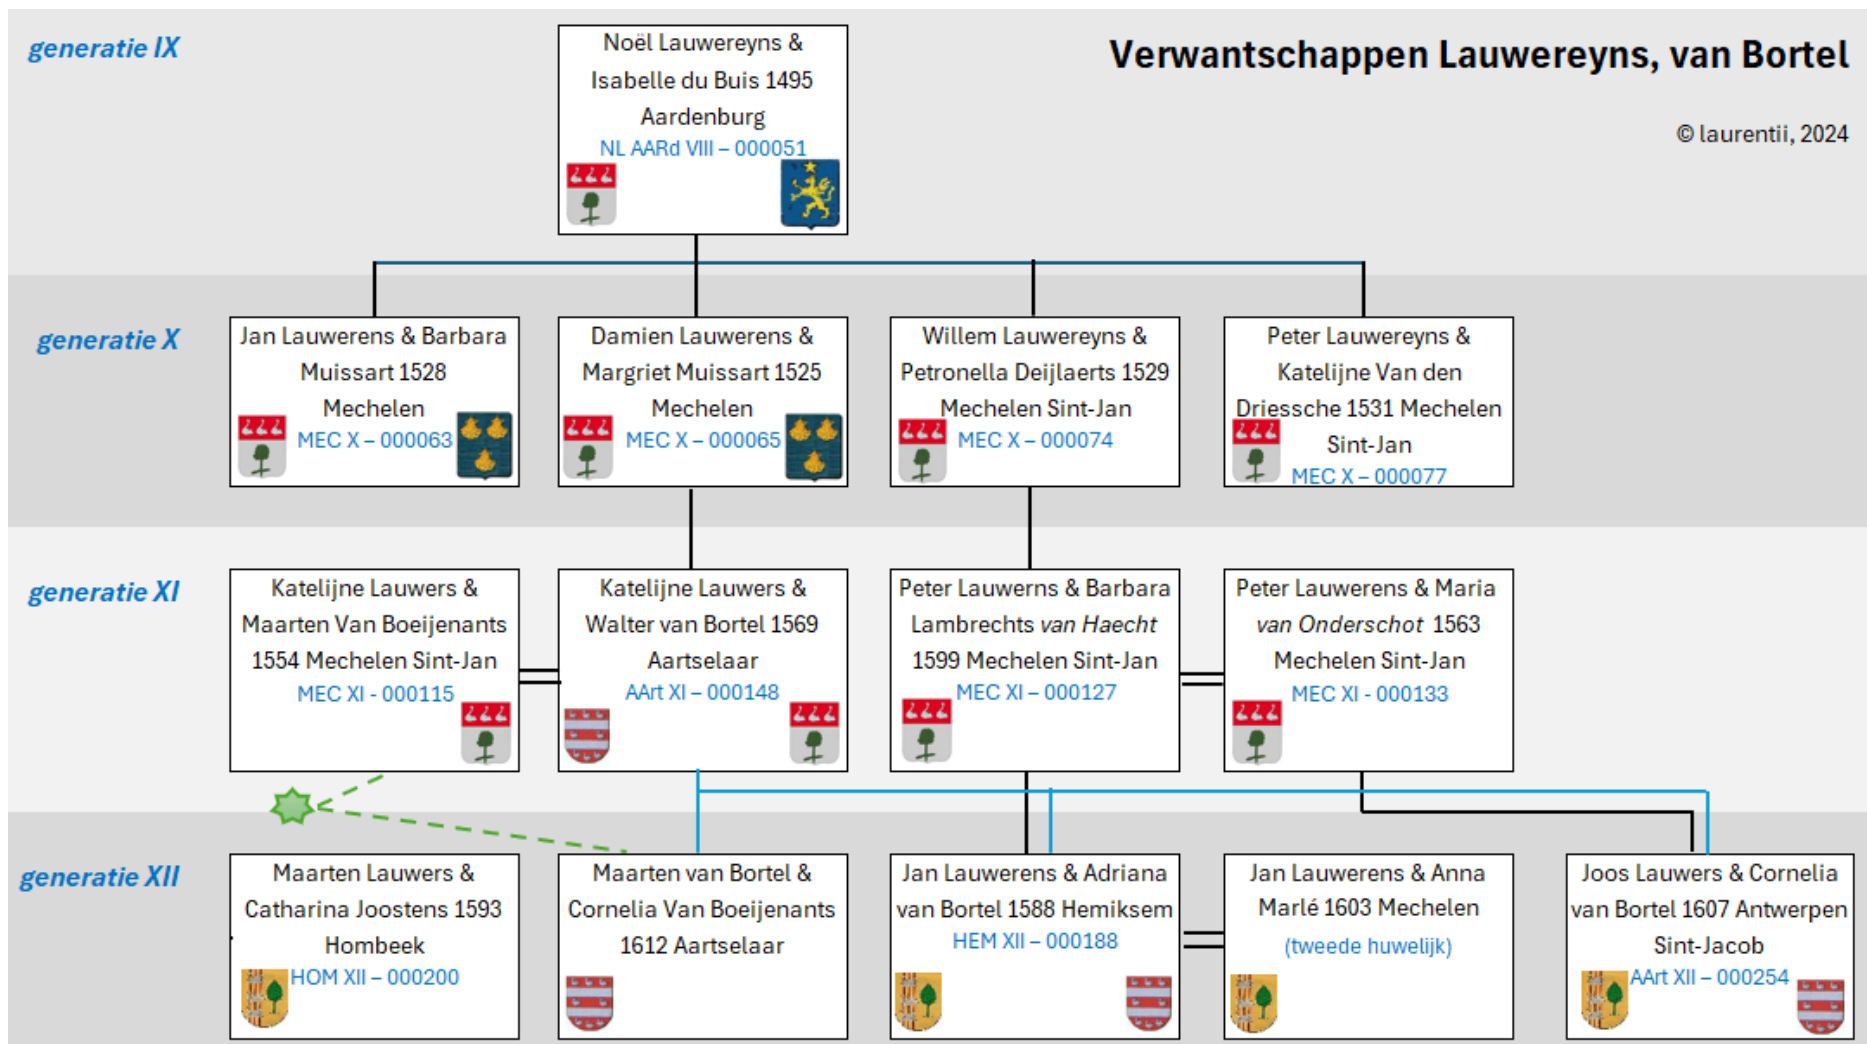 generatie IX
Noël Lauwereyns &
Isabelle du Buis 1495
Aardenburg
NL AARd VIII – 000051
Verwantschappen Lauwereyns, van Bortel
© laurentii, 2024
generatie X
Jan Lauwerens & Barbara
Muissart 1528
Mechelen
MEC X – 000063
Damien Lauwerens &
Margriet Muissart 1525
Mechelen
MEC X – 000065
Willem Lauwereyns &
Petronella Deijlaerts 1529
Mechelen Sint-Jan
MEC X – 000074
Peter Lauwereyns &
Katelijne Van den
Driessche 1531 Mechelen
Sint-Jan
MEC X – 000077
generatie XI
Katelijne Lauwers &
Maarten Van Boeijenants
1554 Mechelen Sint-Jan
MEC XI - 000115
Katelijne Lauwers &
Walter van Bortel 1569
Aartselaar
AArt XI – 000148
Peter Lauwerns & Barbara
Lambrechts van Haecht
1599 Mechelen Sint-Jan
MEC XI – 000127
Peter Lauwerens & Maria
van Onderschot 1563
Mechelen Sint-Jan
MEC XI - 000133
generatie XII
Maarten Lauwers &
Catharina Joostens 1593
Hombeek
HOM XII – 000200
Maarten van Bortel &
Cornelia Van Boeijenants
1612 Aartselaar
Jan Lauwerens & Adriana
van Bortel 1588 Hemiksem
HEM XII – 000188
Jan Lauwerens & Anna
Marlé 1603 Mechelen
(tweede huwelijk)
Joos Lauwers & Cornelia
van Bortel 1607 Antwerpen
Sint-Jacob
AArt XII – 000254